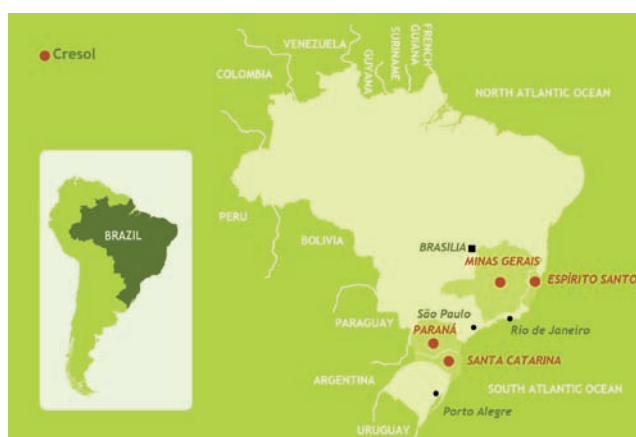 Cresol
VENEZUELA
COLOMBIA
GUYANA
SURINAME
FRENCH
GUIANA
NORTH ATLANTIC OCEAN
PERU
BOLIVIA
BRAZIL
BRASILIA
MINAS GERAIS
ESPÍRITO SANTO
São Paulo
PARAGUAY
PARANÁ
Rio de Janeiro
SANTA CATARINA
ARGENTINA
SOUTH ATLANTIC OCEAN
Porto Alegre
URUGUAY